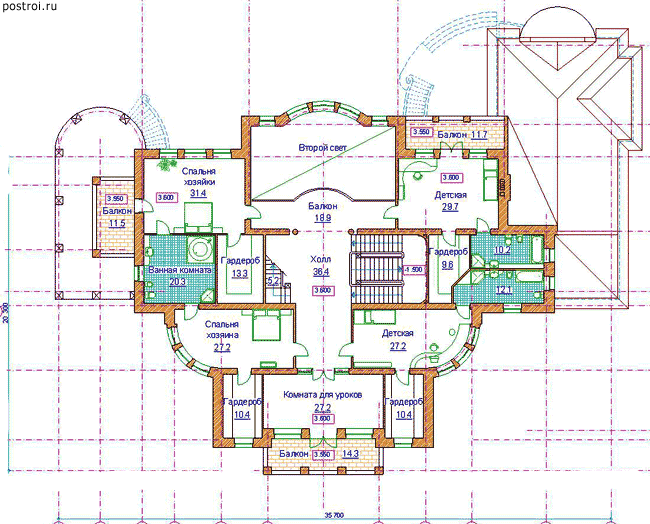 postroi.ru
3.550
Балкон 11.7
Второй свет
Спальня
хозяйки
31.4
3.600
3.600
Детская
29.7
3.550
Балкон
11.5
Балкон
18.9
Ванная комната
20.3
Гардероб
13.3
5.2
Холл
36.4
3.600
-1.500
Гардероб
9.6
10.2
12.1
Спальня
хозяина
27.2
Детская
27.2
Гардероб
10.4
Комната для уроков
27.2
3.600
Гардероб
10.4
Балкон
3.550
14.3
20 300
35 700